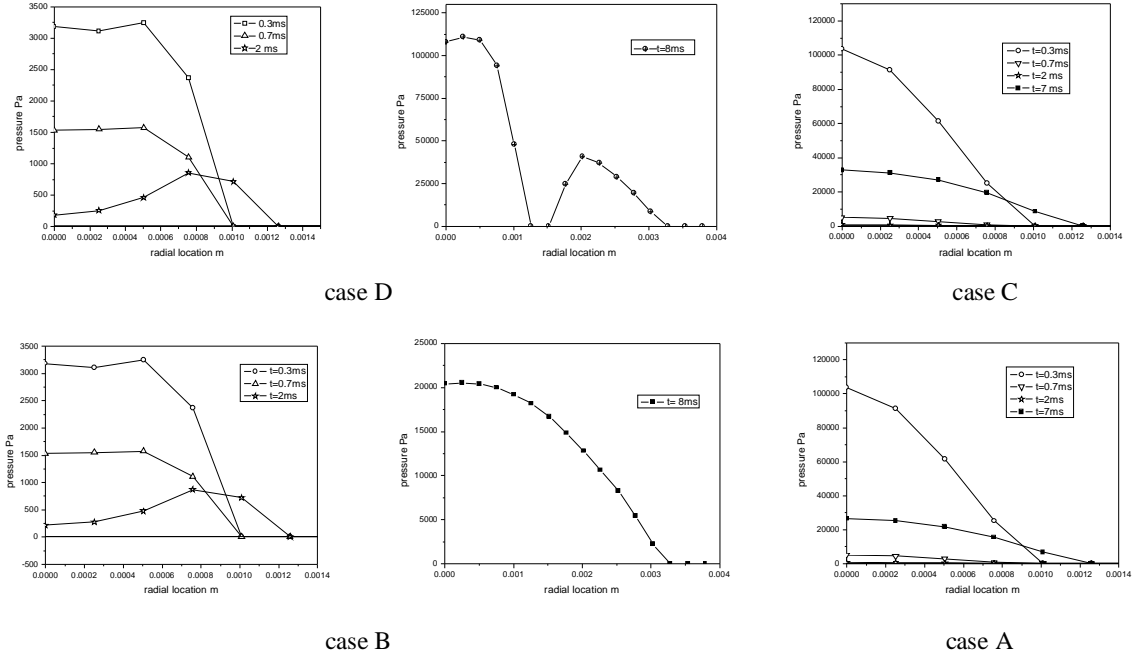 3500
3000
2500
2000
1500
1000
500
0
pressure Pa
0.3ms
0.7ms
2 ms
0.0000 0.0002 0.0004 0.0006 0.0008 0.0010 0.0012 0.0014
radial location m
125000
100000
75000
50000
25000
0
pressure Pa
t=8ms
0.000 0.001 0.002 0.003 0.004
radial location m
case D
120000
100000
80000
60000
40000
20000
0
pressure Pa
t=0.3ms
t=0.7ms
t=2 ms
t=7 ms
0.0000 0.0002 0.0004 0.0006 0.0008 0.0010 0.0012 0.0014
radial location m
case C
3500
3000
2500
2000
1500
1000
500
0
-500
pressure Pa
t=0.3ms
t=0.7ms
t=2ms
0.0000 0.0002 0.0004 0.0006 0.0008 0.0010 0.0012 0.0014
radial location m
25000
20000
15000
10000
5000
0
pressure Pa
t= 8ms
0.000 0.001 0.002 0.003 0.004
radial location m
case B
120000
100000
80000
60000
40000
20000
0
pressure Pa
t=0.3ms
t=0.7ms
t=2ms
t=7ms
0.0000 0.0002 0.0004 0.0006 0.0008 0.0010 0.0012 0.0014
radial location m
case A